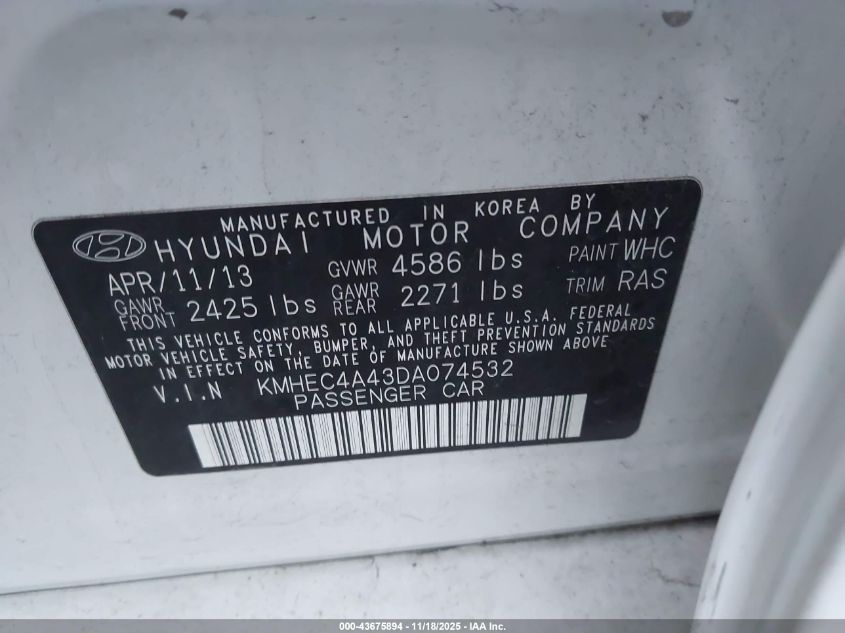 MANUFACTURED IN KOREA BY
HYUNDAI MOTOR COMPANY
APR/11/13 GVWR 4586 lbs PAINT WHC
GAWR FRONT 2425 lbs GAWR REAR 2271 lbs TRIM RAS
THIS VEHICLE CONFORMS TO ALL APPLICABLE U.S.A. FEDERAL
MOTOR VEHICLE SAFETY, BUMPER, AND THEFT PREVENTION STANDARDS
IN EFFECT ON THE DATE OF MANUFACTURE SHOWN ABOVE
V.I.N KMHEC4A43DA074532
PASSENGER CAR
000-43675894 - 11/18/2025 - IAA Inc.